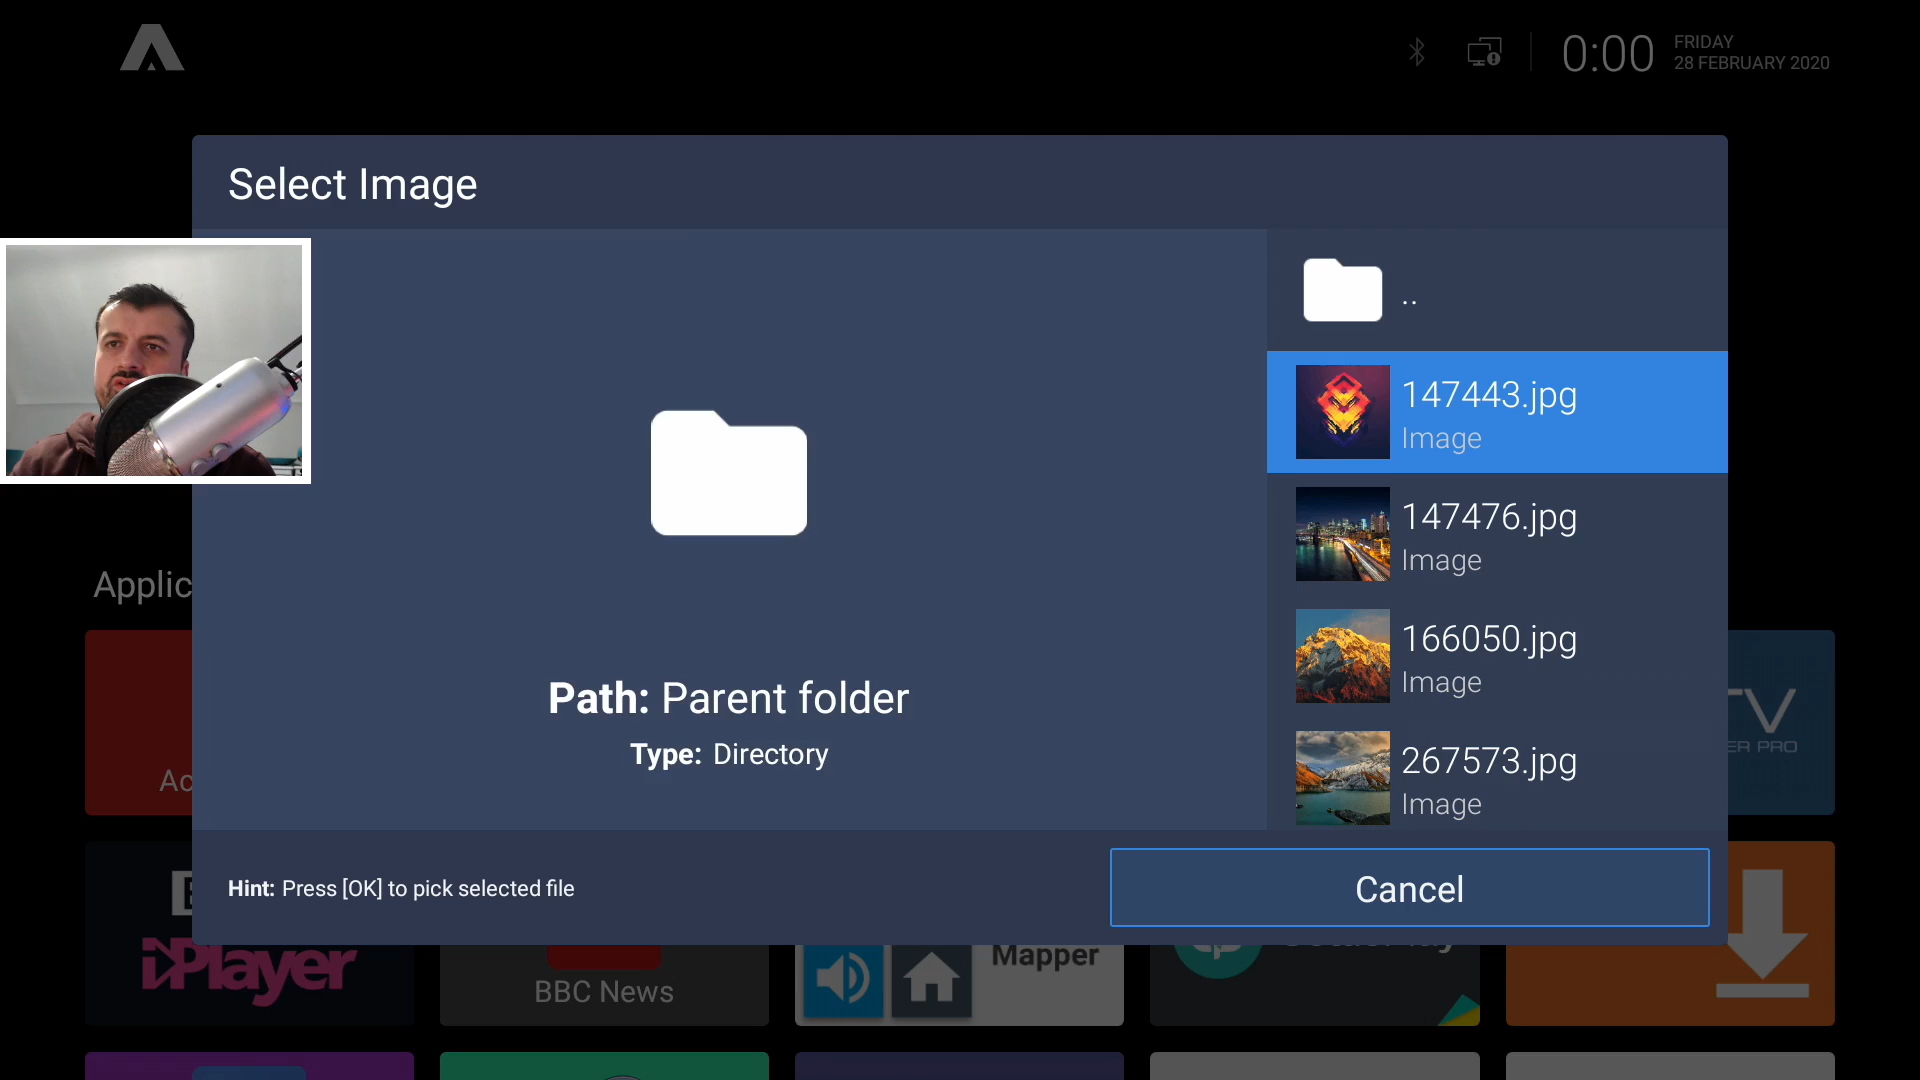 0:00
FRIDAY
28 FEBRUARY 2020
Select Image
..
147443.jpg
Image
147476.jpg
Image
166050.jpg
Image
267573.jpg
Image
Path: Parent folder
Type: Directory
Hint: Press [OK] to pick selected file
Cancel
Applic
Ac
TV
ER PRO
iPlayer
BBC News
Mapper